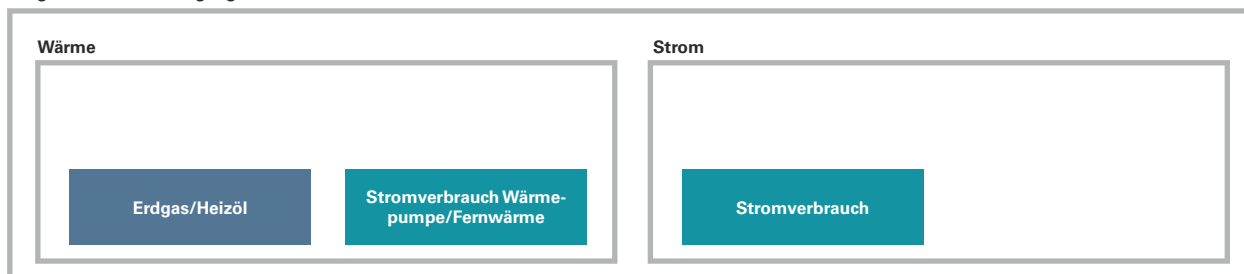 Wärme
Strom
Erdgas/Heizöl
Stromverbrauch Wärme-
pumpe/Fernwärme
Stromverbrauch